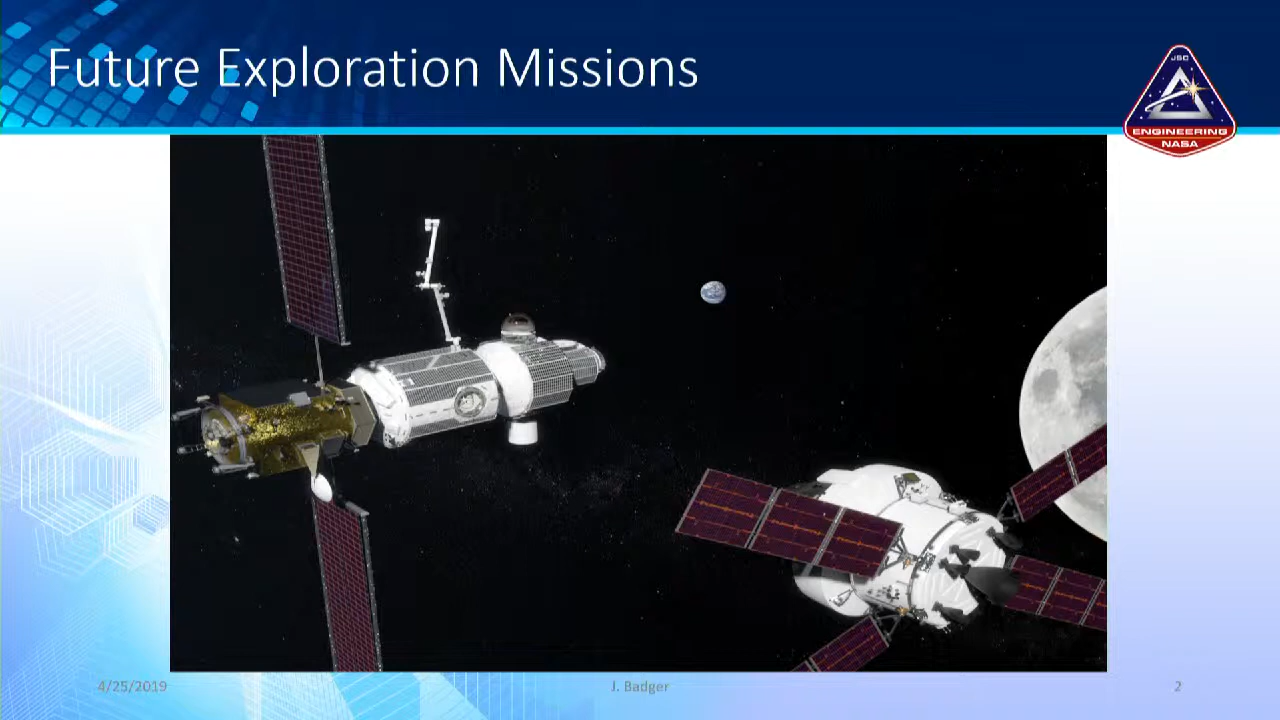 Future Exploration Missions
JSC
ENGINEERING
NASA
4/25/2019
J. Badger
2